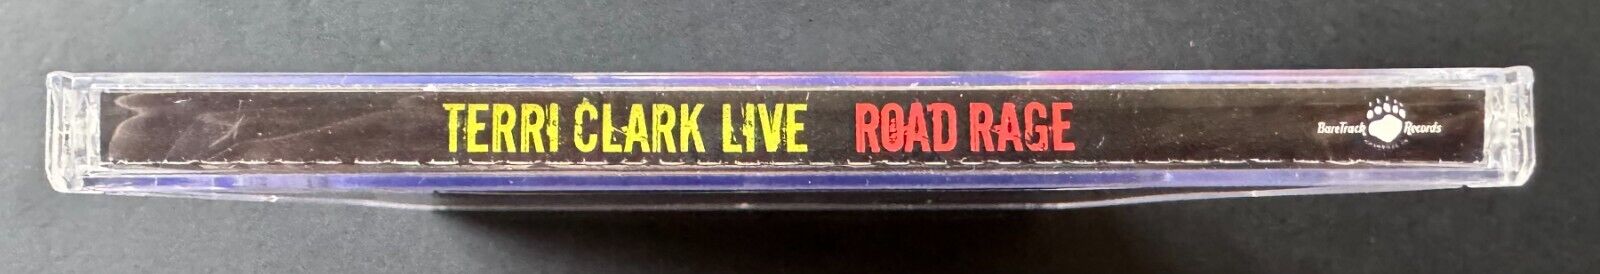 TERRI CLARK LIVE ROAD RAGE
BareTrack Records